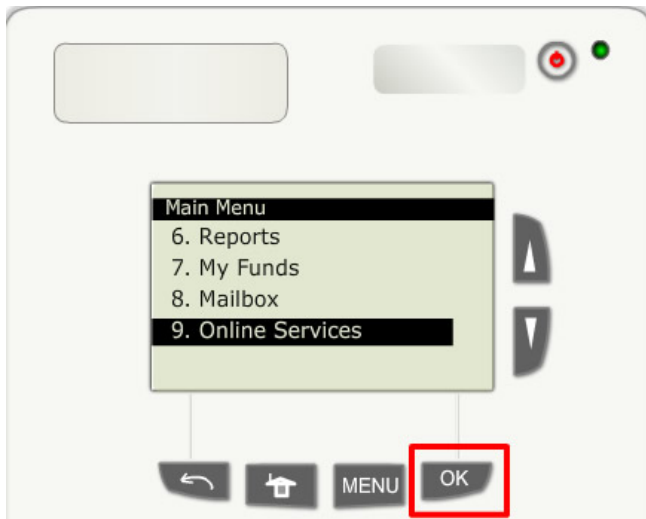 Main Menu
6. Reports
7. My Funds
8. Mailbox
9. Online Services
MENU
OK